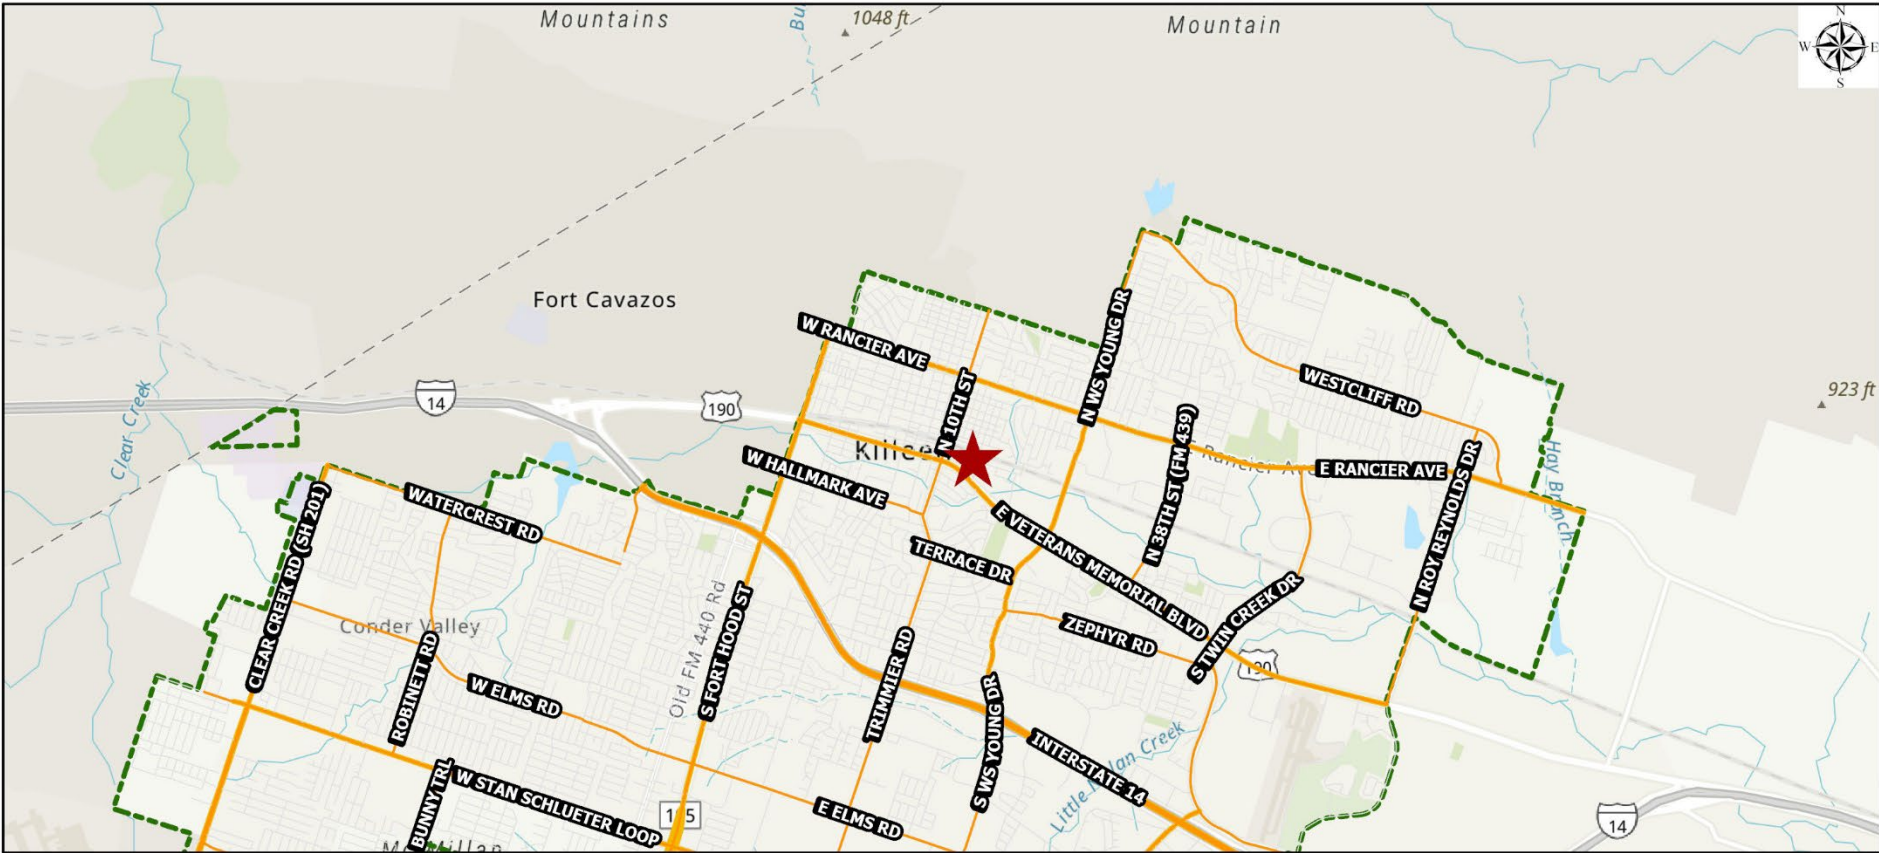 Mountains
1048 ft
Mountain
N
W
E
S
Fort Cavazos
W RANCIER AVE
N WS YOUNG DR
WESTCLIFF RD
923 ft
14
190
N 10TH ST
N 38TH ST (FM 439)
Clear Creek
W HALLMARK AVE
E Rancier Ave
E RANCIER AVE
Hay Branch
WATERCREST RD
CLEAR CREEK RD (SH 201)
E VETERANS MEMORIAL BLVD
TERRACE DR
N ROY REYNOLDS DR
Conder Valley
Old FM 440 Rd
S FORT HOOD ST
ZEPHYR RD
S TWIN CREEK DR
190
ROBINETT RD
TRIMMIER RD
W ELMS RD
S WS YOUNG DR
INTERSTATE 14
Little Nolan Creek
BUNNY TRL
W STAN SCHLUETER LOOP
E ELMS RD
14